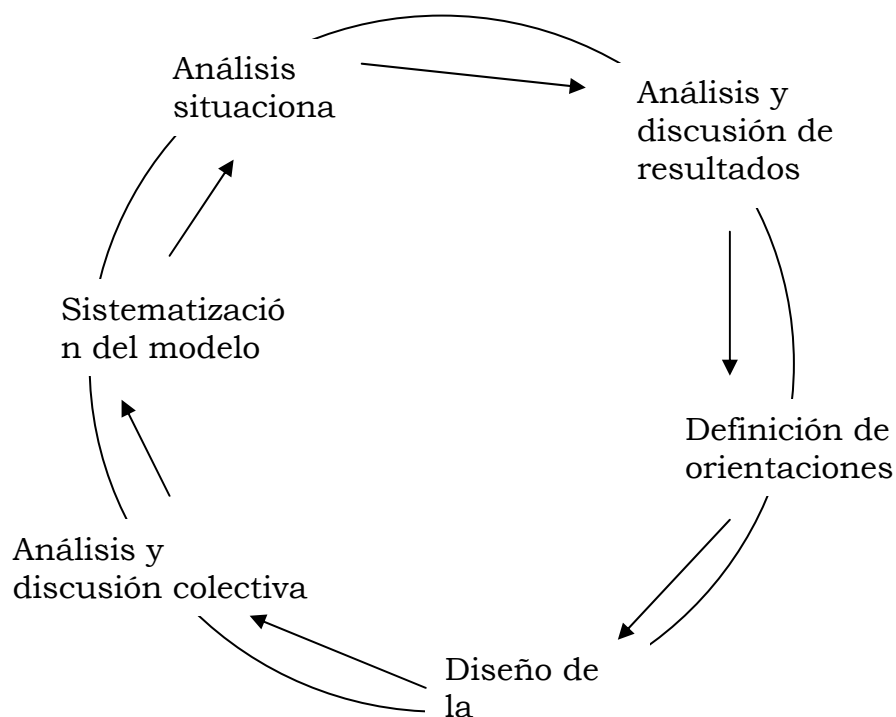 Análisis
situaciona
Análisis y
discusión de
resultados
Definición de
orientaciones
Diseño de
la
Análisis y
discusión colectiva
Sistematizació
n del modelo